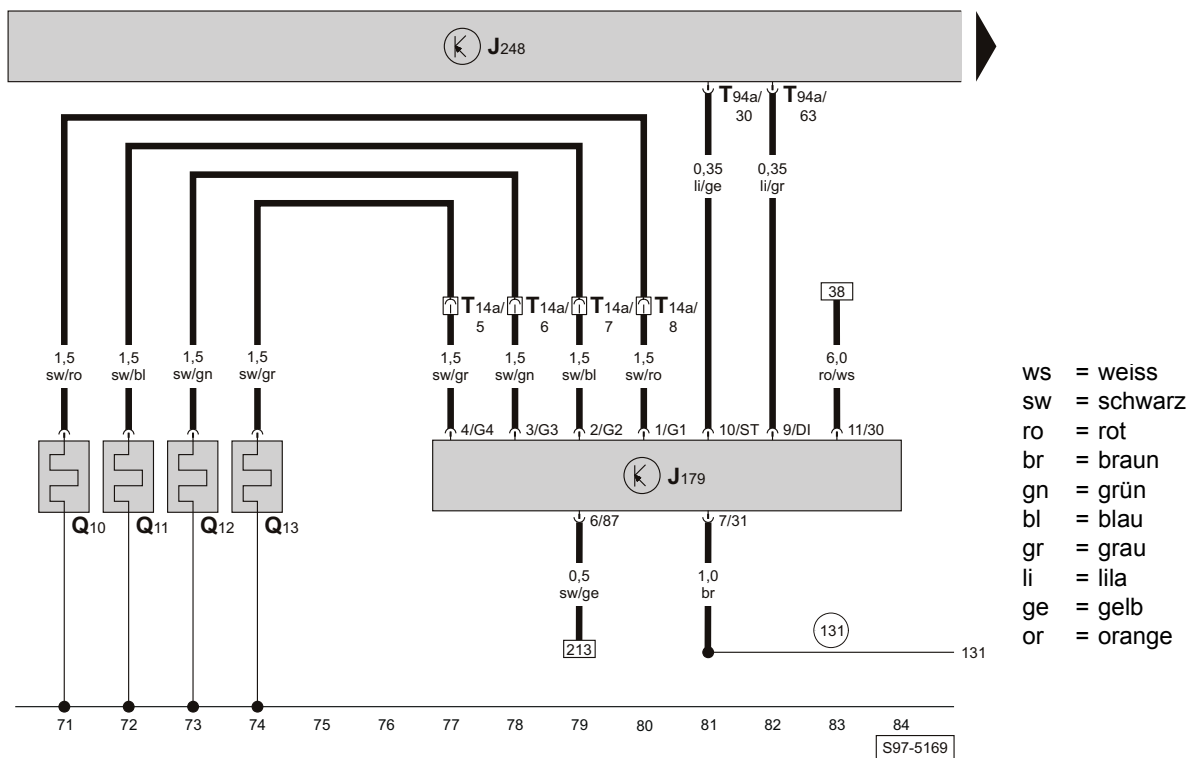 J248
T94a/ T94a/
30 63
0,35 0,35
li/ge li/gr
38
T14a/ T14a/ T14a/ T14a/
5 6 7 8
1,5 1,5 1,5 1,5 1,5 1,5 1,5 1,5 6,0
sw/ro sw/bl sw/gn sw/gr sw/gr sw/gn sw/bl sw/ro ro/ws
4/G4 3/G3 2/G2 1/G1 10/ST 9/DI 11/30
J179
Q10 Q11 Q12 Q13
6/87 7/31
0,5 1,0
sw/ge br
213 131 131
71 72 73 74 75 76 77 78 79 80 81 82 83 84
S97-5169
ws = weiss
sw = schwarz
ro = rot
br = braun
gn = grün
bl = blau
gr = grau
li = lila
ge = gelb
or = orange